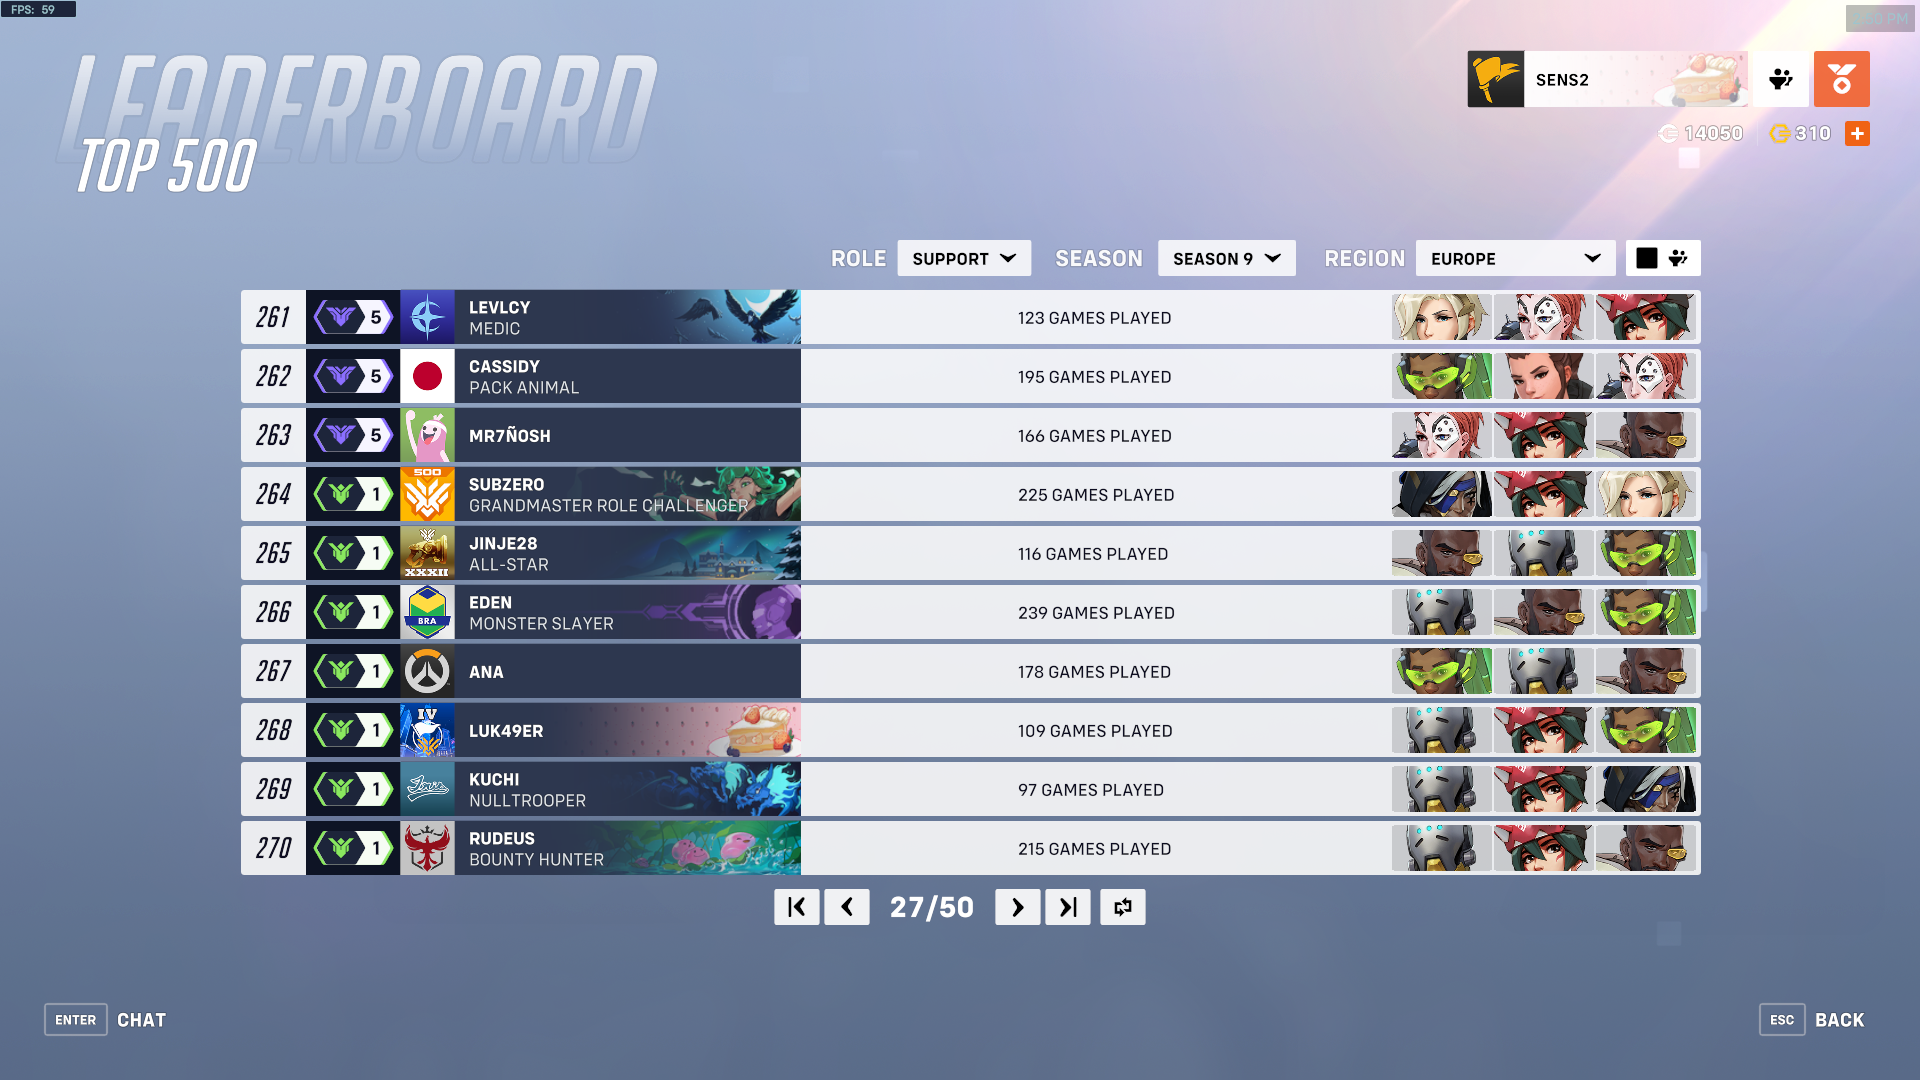 FPS: 59
LEADERBOARD
TOP 500
SENS2
14050
310
ROLE SUPPORT SEASON SEASON 9 REGION EUROPE
261 5 LEVLCY MEDIC 123 GAMES PLAYED
262 5 CASSIDY PACK ANIMAL 195 GAMES PLAYED
263 5 MR7ÑOSH 166 GAMES PLAYED
264 1 500 SUBZERO GRANDMASTER ROLE CHALLENGER 225 GAMES PLAYED
265 1 XXXII JINJE28 ALL-STAR 116 GAMES PLAYED
266 1 BRA EDEN MONSTER SLAYER 239 GAMES PLAYED
267 1 ANA 178 GAMES PLAYED
268 1 IV LUK49ER 109 GAMES PLAYED
269 1 KUCHI NULLTROOPER 97 GAMES PLAYED
270 1 RUDEUS BOUNTY HUNTER 215 GAMES PLAYED
27/50
ENTER CHAT
ESC BACK